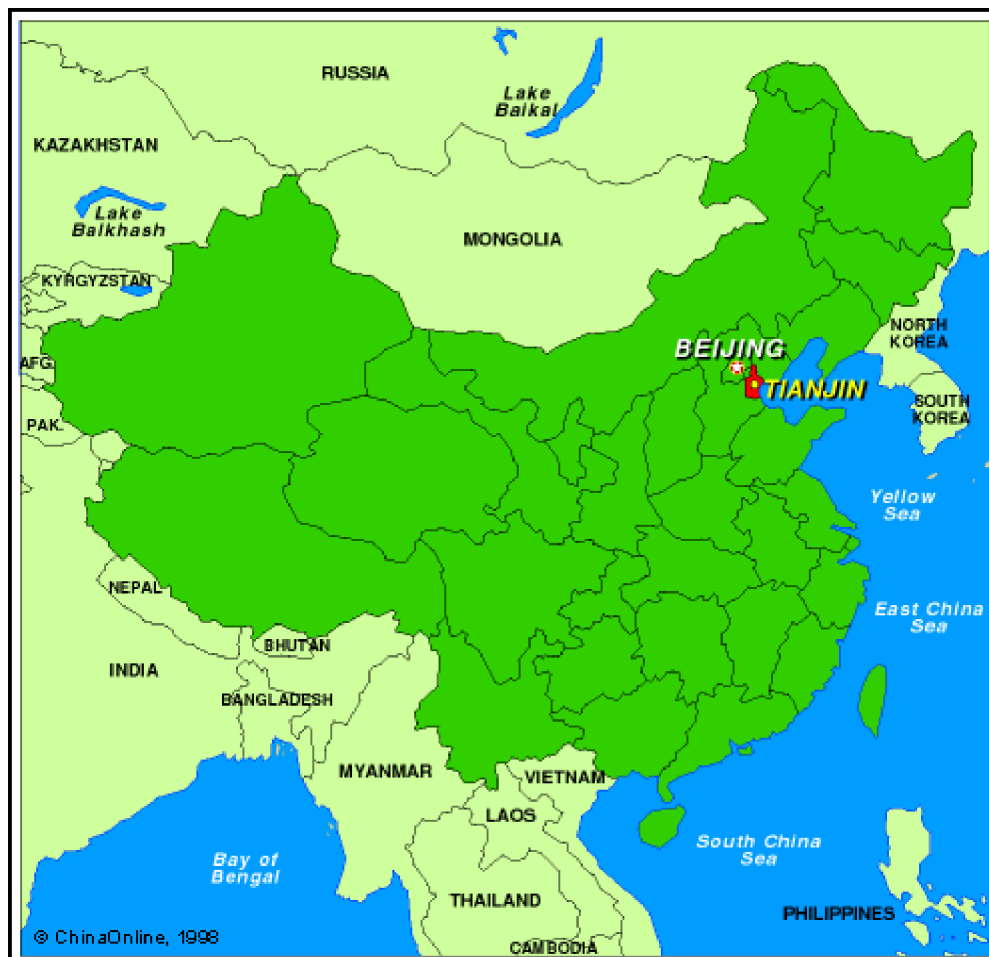 RUSSIA
Lake
Baikal
KAZAKHSTAN
Lake
Balkhash
MONGOLIA
KYRGYZSTAN
NORTH
KOREA
BEIJING
AFG.
TIANJIN
SOUTH
KOREA
PAK.
Yellow
Sea
NEPAL
East China
Sea
BHUTAN
INDIA
BANGLADESH
MYANMAR
VIETNAM
LAOS
South China
Sea
Bay of
Bengal
THAILAND
PHILIPPINES
© ChinaOnline, 1998
CAMBODIA